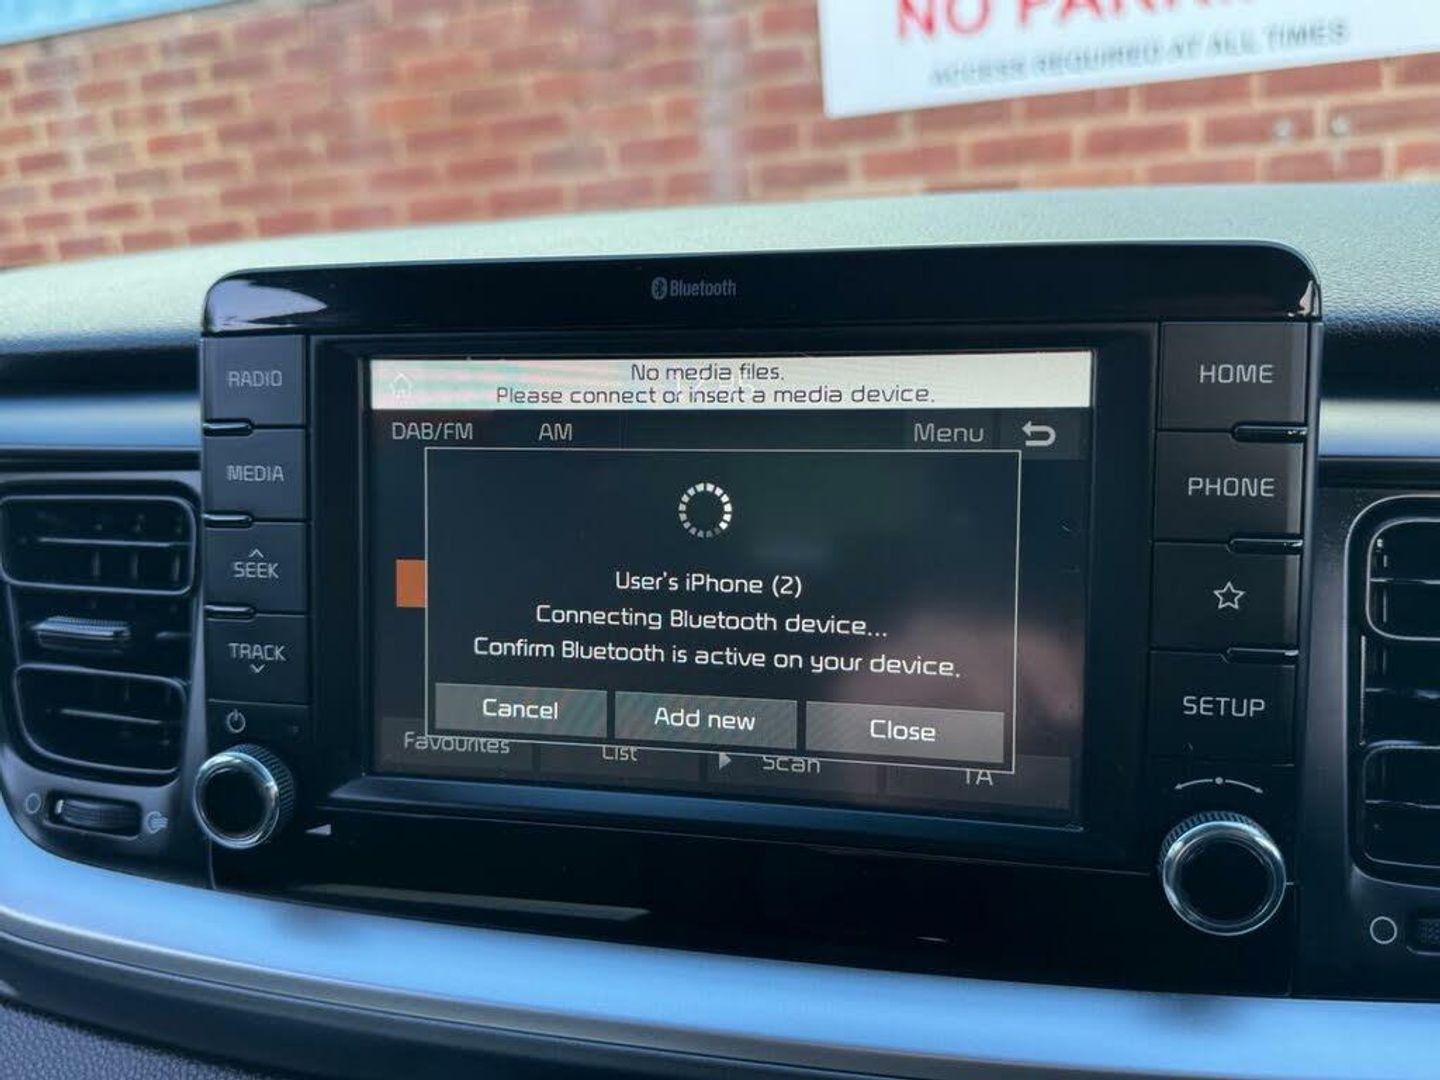 NO
ACCESS REQUIRED AT ALL TIMES
Bluetooth
RADIO
MEDIA
SEEK
TRACK
No media files.
Please connect or insert a media device.
DAB/FM AM Menu
User's iPhone (2)
Connecting Bluetooth device...
Confirm Bluetooth is active on your device.
Cancel Add new Close
Favourites List Scan TA
HOME
PHONE
SETUP